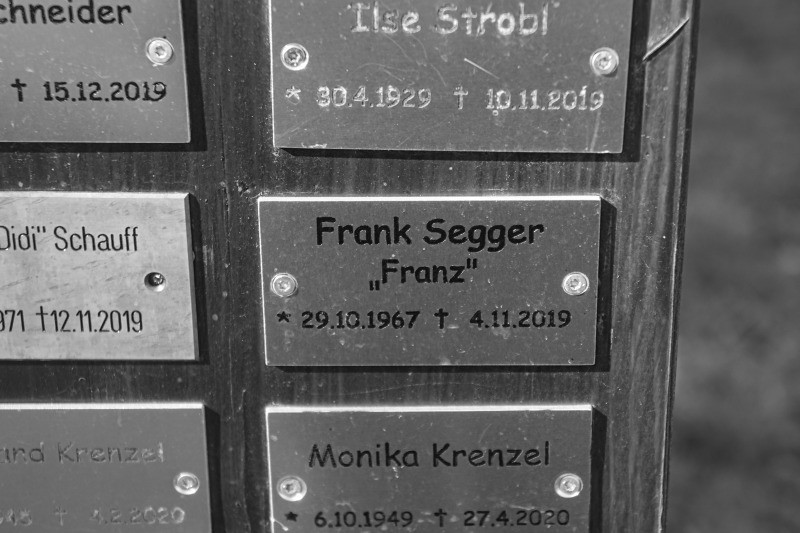 chneider
† 15.12.2019
Ilse Strobl
* 30.4.1929 † 10.11.2019
Didi" Schauff
971 †12.11.2019
Frank Segger
„Franz"
* 29.10.1967 † 4.11.2019
Krenzel
† 4.2.2020
Monika Krenzel
* 6.10.1949 † 27.4.2020